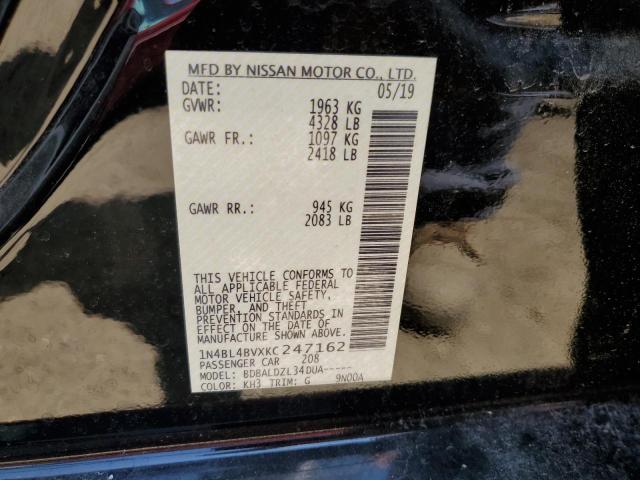 MFD BY NISSAN MOTOR CO., LTD.
DATE: 05/19
GVWR: 1963 KG
4328 LB
GAWR FR.: 1097 KG
2418 LB
GAWR RR.: 945 KG
2083 LB
THIS VEHICLE CONFORMS TO
ALL APPLICABLE FEDERAL
MOTOR VEHICLE SAFETY,
BUMPER, AND THEFT
PREVENTION STANDARDS IN
EFFECT ON THE DATE OF
MANUFACTURE SHOWN ABOVE.
1N4BL4BVXKC247162
PASSENGER CAR 208
MODEL: BDBALDZL34DUA-----
COLOR: KH3 TRIM: G 9N00A